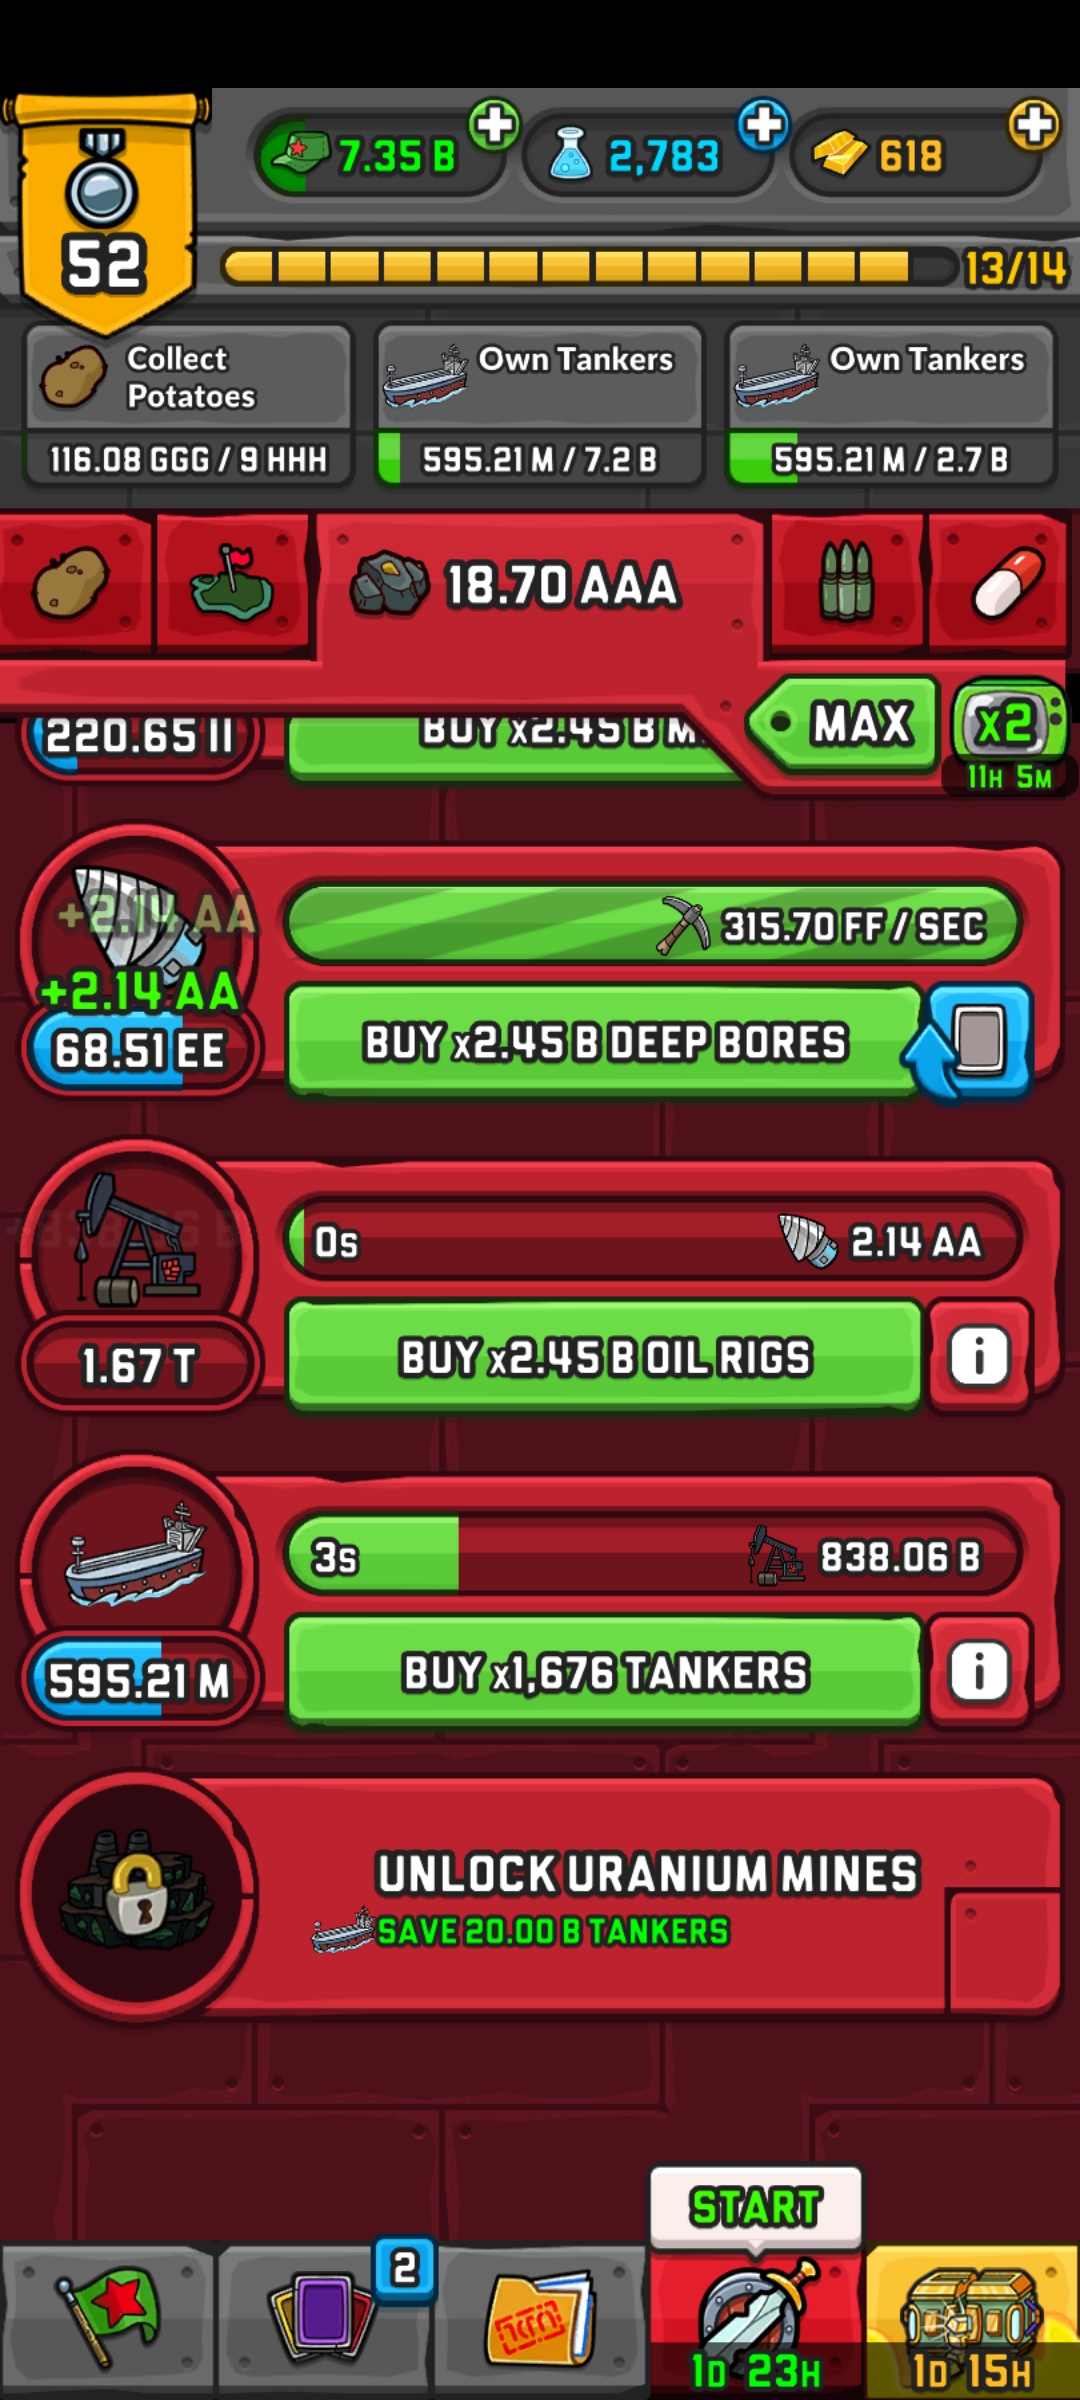 7.35 B
2,783
618
52
13/14
Collect
Potatoes
116.08 GGG / 9 HHH
Own Tankers
595.21 M / 7.2 B
Own Tankers
595.21 M / 2.7 B
18.70 AAA
MAX
x2
11H 5M
220.65 II
BUY x2.45 B M
+2.14 AA
+2.14 AA
68.51 EE
315.70 FF / SEC
BUY x2.45 B DEEP BORES
0s
2.14 AA
1.67 T
BUY x2.45 B OIL RIGS
3s
838.06 B
595.21 M
BUY x1,676 TANKERS
UNLOCK URANIUM MINES
SAVE 20.00 B TANKERS
START
2
1D 23H
1D 15H